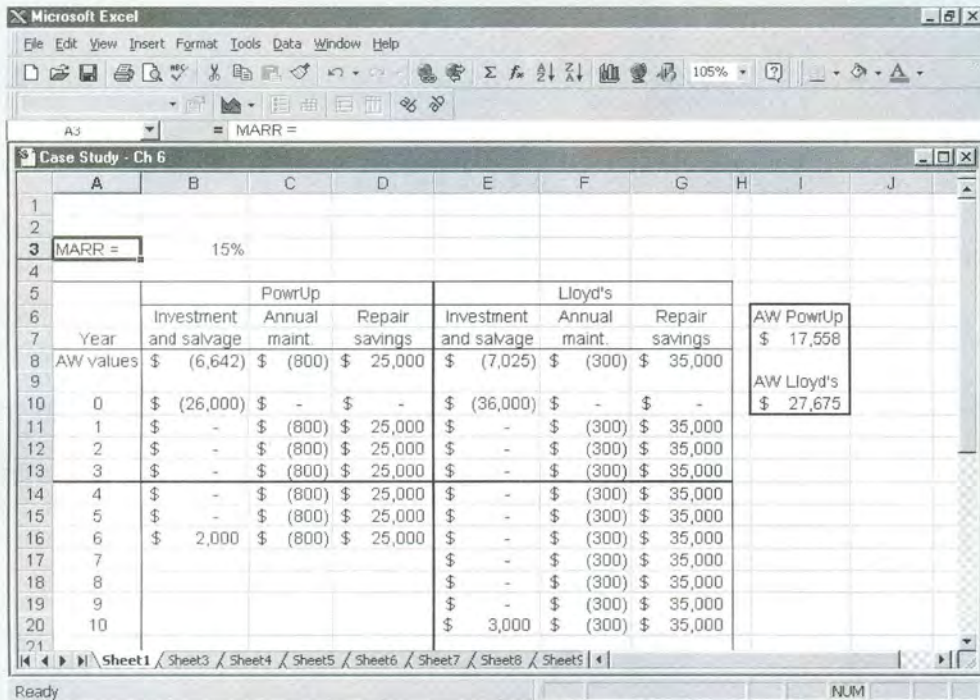 Microsoft Excel
File Edit View Insert Format Tools Data Window Help
105%
A3 = MARR =
Case Study - Ch 6
A B C D E F G H I J
1
2
3 MARR = 15%
4
5 PowrUp Lloyd's
6 Investment Annual Repair Investment Annual Repair AW PowrUp
7 Year and salvage maint. savings and salvage maint. savings $ 17,558
8 AW values $ (6,642) $ (800) $ 25,000 $ (7,025) $ (300) $ 35,000
9 AW Lloyd's
10 0 $ (26,000) $ - $ - $ (36,000) $ - $ - $ 27,675
11 1 $ - $ (800) $ 25,000 $ - $ (300) $ 35,000
12 2 $ - $ (800) $ 25,000 $ - $ (300) $ 35,000
13 3 $ - $ (800) $ 25,000 $ - $ (300) $ 35,000
14 4 $ - $ (800) $ 25,000 $ - $ (300) $ 35,000
15 5 $ - $ (800) $ 25,000 $ - $ (300) $ 35,000
16 6 $ 2,000 $ (800) $ 25,000 $ - $ (300) $ 35,000
17 7 $ - $ (300) $ 35,000
18 8 $ - $ (300) $ 35,000
19 9 $ - $ (300) $ 35,000
20 10 $ 3,000 $ (300) $ 35,000
21
Sheet1 / Sheet3 / Sheet4 / Sheet5 / Sheet6 / Sheet7 / Sheet8 / Sheet9
Ready NUM